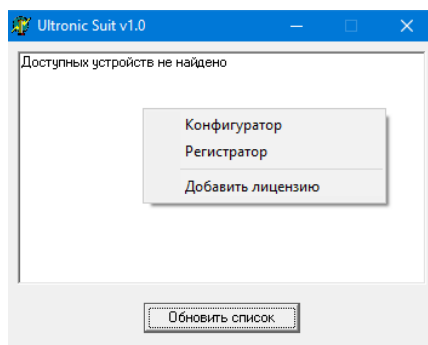 Ultronic Suit v1.0
Доступных устройств не найдено
Конфигуратор
Регистратор
Добавить лицензию
Обновить список